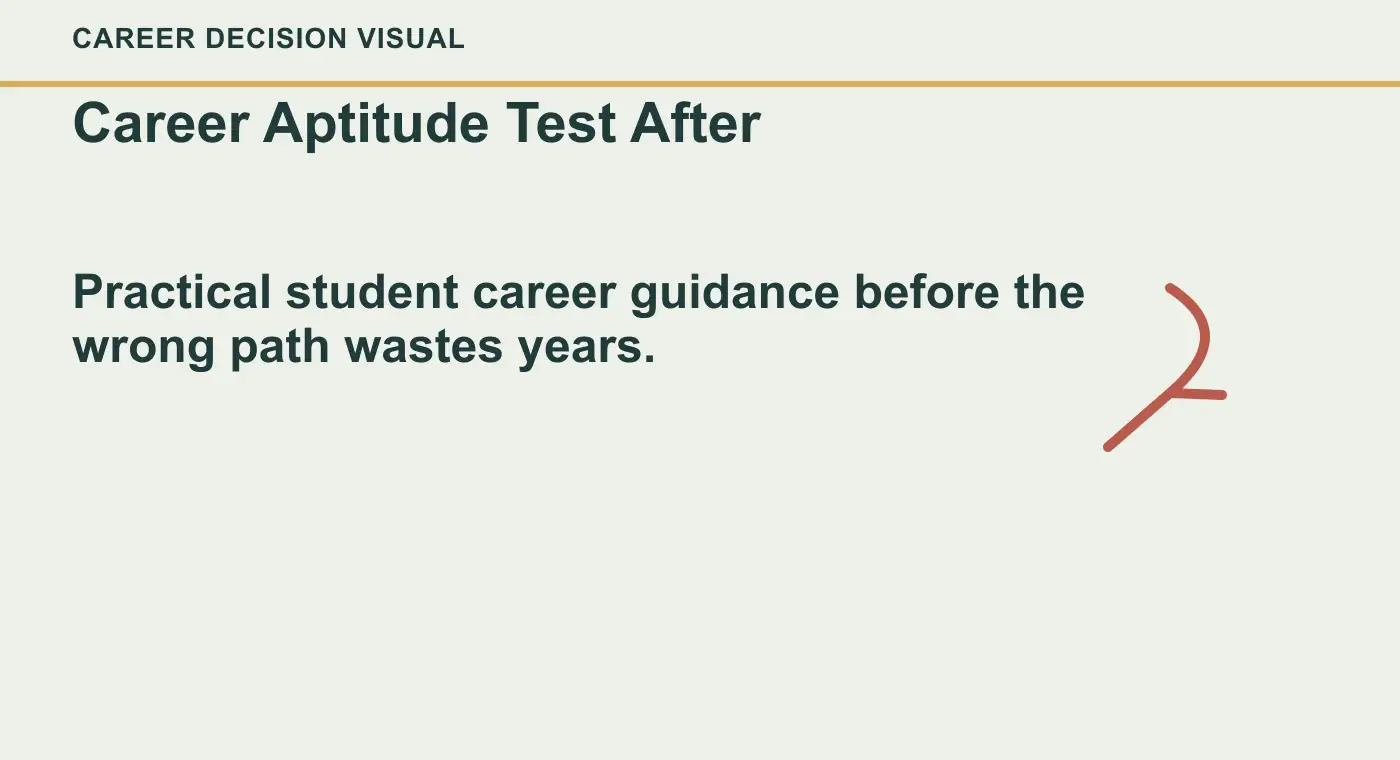 CAREER DECISION VISUAL
Career Aptitude Test After
Practical student career guidance before the
wrong path wastes years.